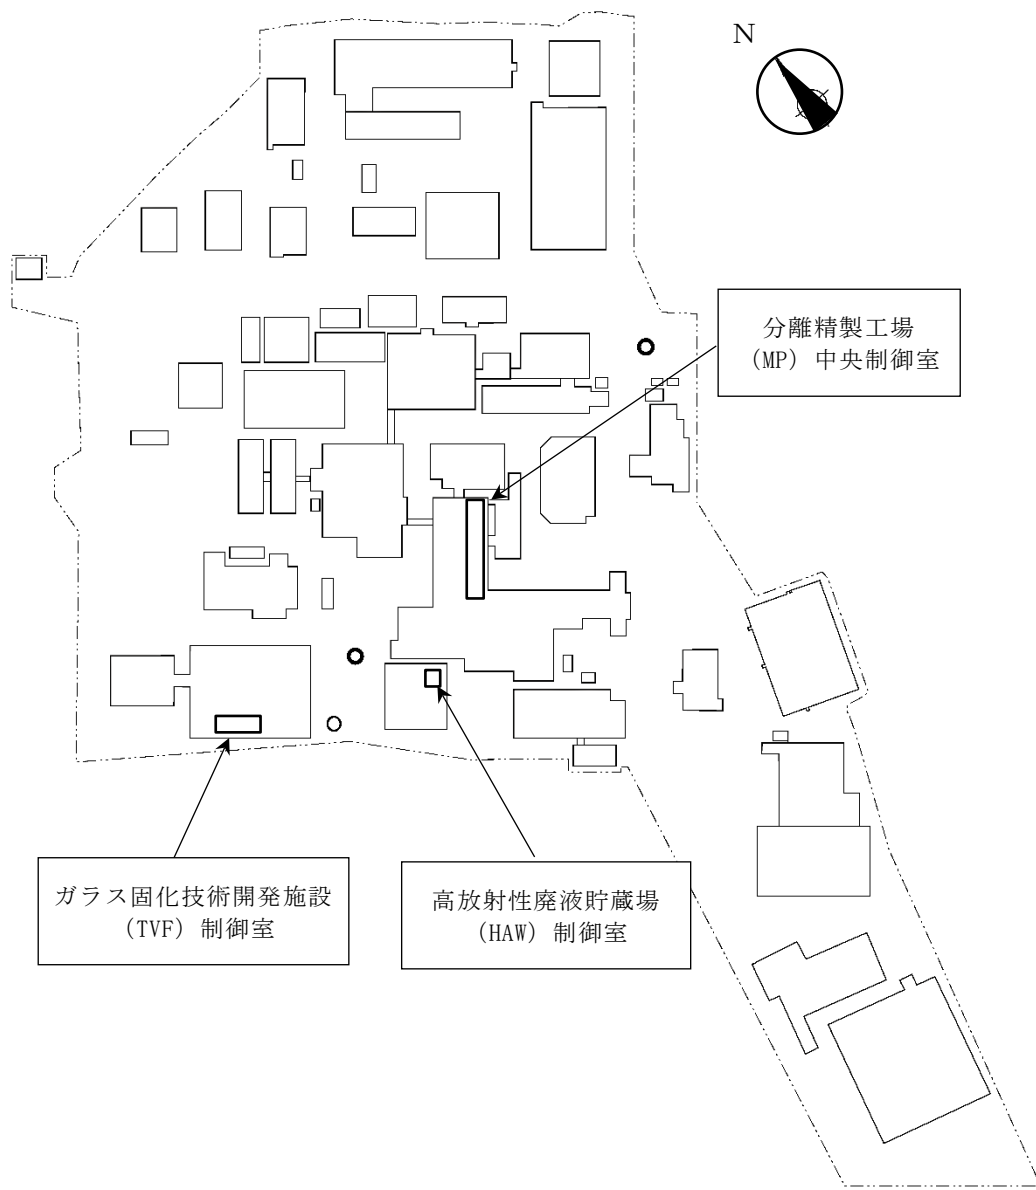 N
分離精製工場
（MP）中央制御室
ガラス固化技術開発施設
（TVF）制御室
高放射性廃液貯蔵場
（HAW）制御室